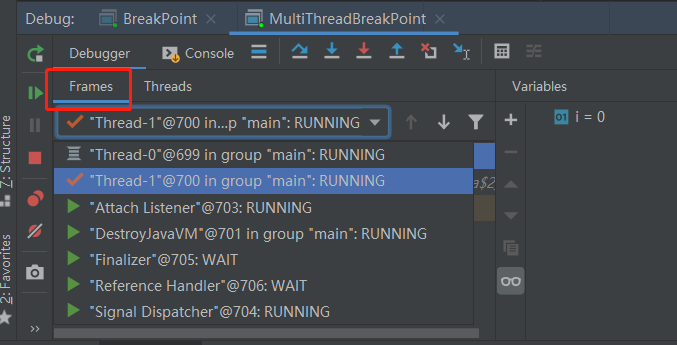 Debug: BreakPoint MultiThreadBreakPoint
Debugger Console
Frames Threads Variables
"Thread-1"@700 in...p "main": RUNNING
i = 0
"Thread-0"@699 in group "main": RUNNING
"Thread-1"@700 in group "main": RUNNING
"Attach Listener"@703: RUNNING
"DestroyJavaVM"@701 in group "main": RUNNING
"Finalizer"@705: WAIT
"Reference Handler"@706: WAIT
"Signal Dispatcher"@704: RUNNING
7: Structure
2: Favorites